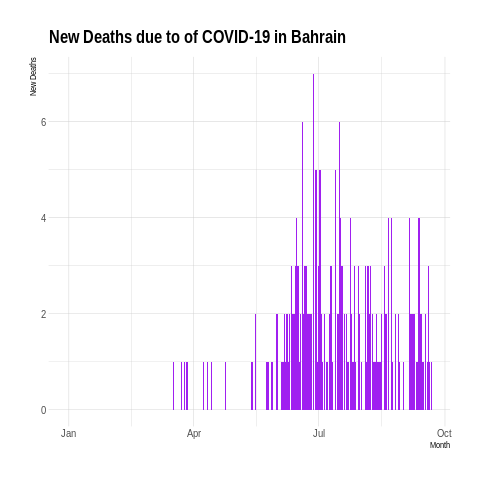 New Deaths due to of COVID-19 in Bahrain
New Deaths
6
4
2
0
Jan Apr Jul Oct
Month